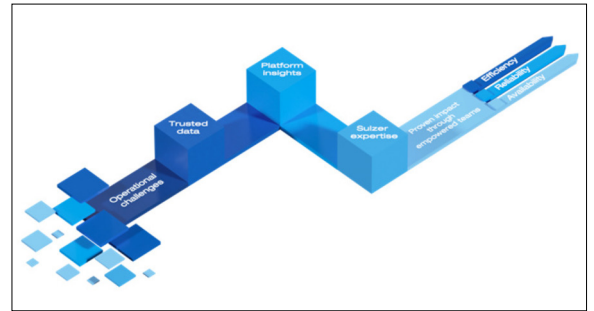 Operational
challenges
Trusted
data
Platform
insights
Sulzer
expertise
Proven impact
through
empowered teams
Efficiency
Reliability
Availability